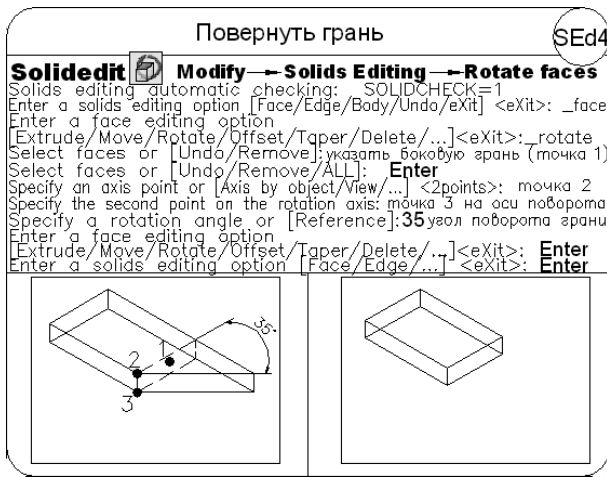 Повернуть грань
SEd4
Solidedit Modify→Solids Editing→Rotate faces
Solids editing automatic checking: SOLIDCHECK=1
Enter a solids editing option [Face/Edge/Body/Undo/eXit] <eXit>: _face
Enter a face editing option
[Extrude/Move/Rotate/Offset/Taper/Delete/...]<eXit>:_rotate
Select faces or [Undo/Remove]:указать боковую грань (точка 1)
Select faces or [Undo/Remove/ALL]: Enter
Specify an axis point or [Axis by object/View/...] <2points>: точка 2
Specify the second point on the rotation axis: точка 3 на оси поворота
Specify a rotation angle or [Reference]:35 угол поворота грани
Enter a face editing option
[Extrude/Move/Rotate/Offset/Taper/Delete/...]<eXit>: Enter
Enter a solids editing option [Face/Edge/...] <eXit>: Enter
35°
1
2
3